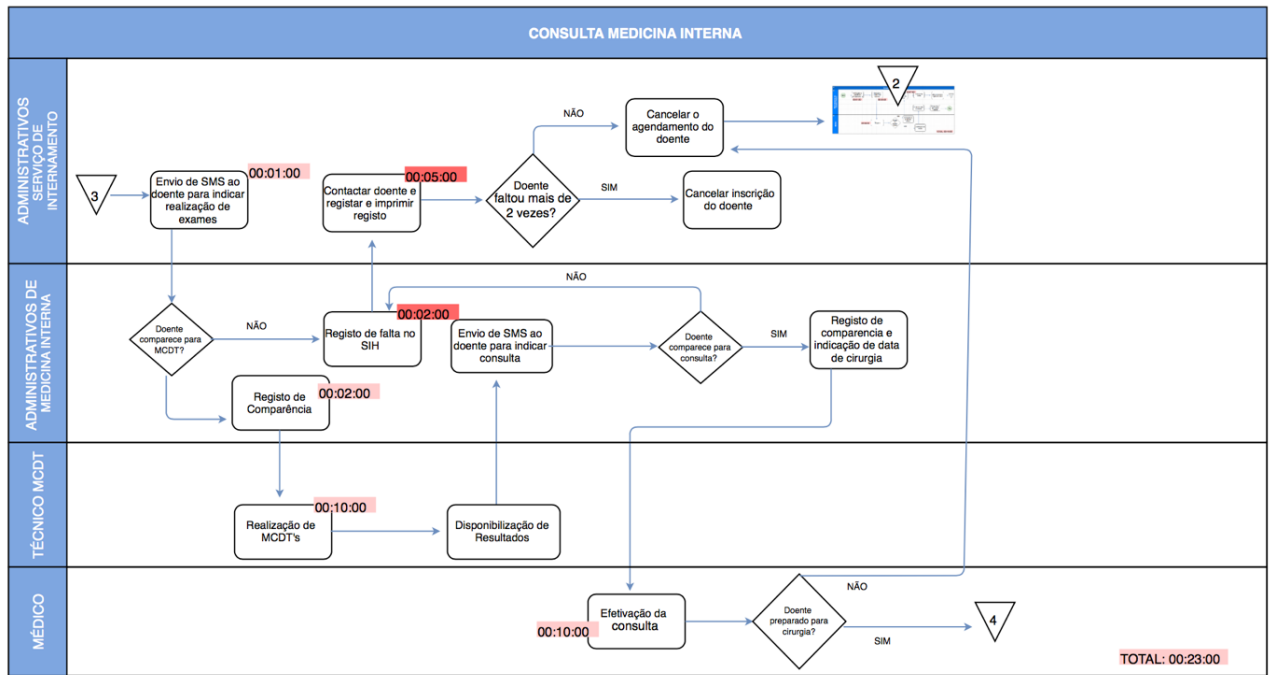 CONSULTA MEDICINA INTERNA
ADMINISTRATIVOS
SERVIÇO DE
INTERNAMENTO
3
Envio de SMS ao
doente para indicar
realização de
exames
00:01:00
Contactar doente e
registar e imprimir
registo
00:05:00
Doente
faltou mais de
2 vezes?
NÃO
Cancelar o
agendamento do
doente
2
SIM
Cancelar inscrição
do doente
ADMINISTRATIVOS DE
MEDICINA INTERNA
Doente
comparece para
MCDT?
NÃO
Registo de falta no
SIH
00:02:00
Envio de SMS ao
doente para indicar
consulta
NÃO
Doente
comparece para
consulta?
SIM
Registo de
comparencia e
indicação de data
de cirurgia
Registo de
Comparência
00:02:00
TÉCNICO MCDT
Realização de
MCDT's
00:10:00
Disponibilização de
Resultados
MÉDICO
Efetivação da
consulta
00:10:00
Doente
preparado para
cirurgia?
NÃO
SIM
4
TOTAL: 00:23:00